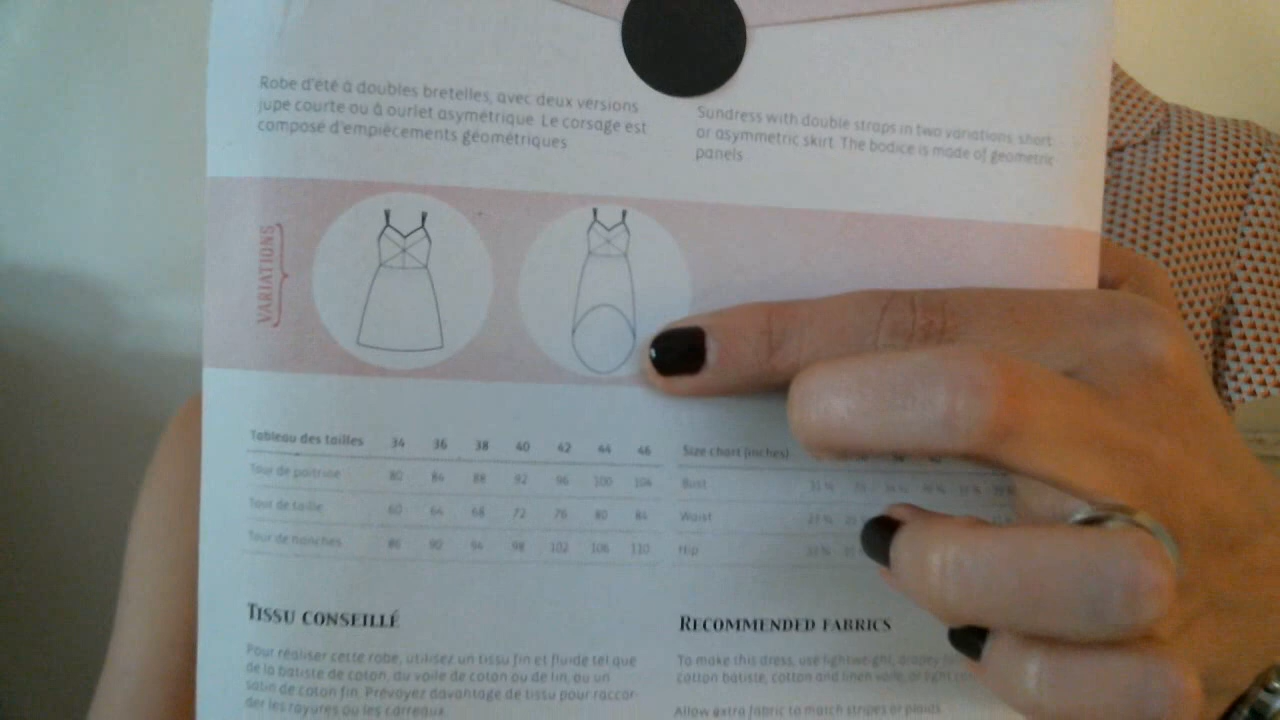 Robe d'été à doubles bretelles, avec deux versions
jupe courte ou à ourlet asymétrique. Le corsage est
composé d'empiècements géométriques
Sundress with double straps in two variations: short
or asymmetric skirt. The bodice is made of geometric
panels
VARIATIONS
Tableau des tailles 34 36 38 40 42 44 46
Tour de poitrine 80 84 88 92 96 100 104
Tour de taille 60 64 68 72 76 80 84
Tour de hanches 86 90 94 98 102 106 110
Size chart (inches)
Bust
Waist
Hip
TISSU CONSEILLÉ
Pour réaliser cette robe, utilisez un tissu fin et fluide tel que
de la batiste de coton, du voile de coton ou de lin, ou un
satin de coton fin. Prévoyez davantage de tissu pour raccor-
der les rayures ou les carreaux.
RECOMMENDED FABRICS
To make this dress, use lightweight, drapey
cotton batiste, cotton and linen voile, or light
Allow extra fabric to match stripes or plaids